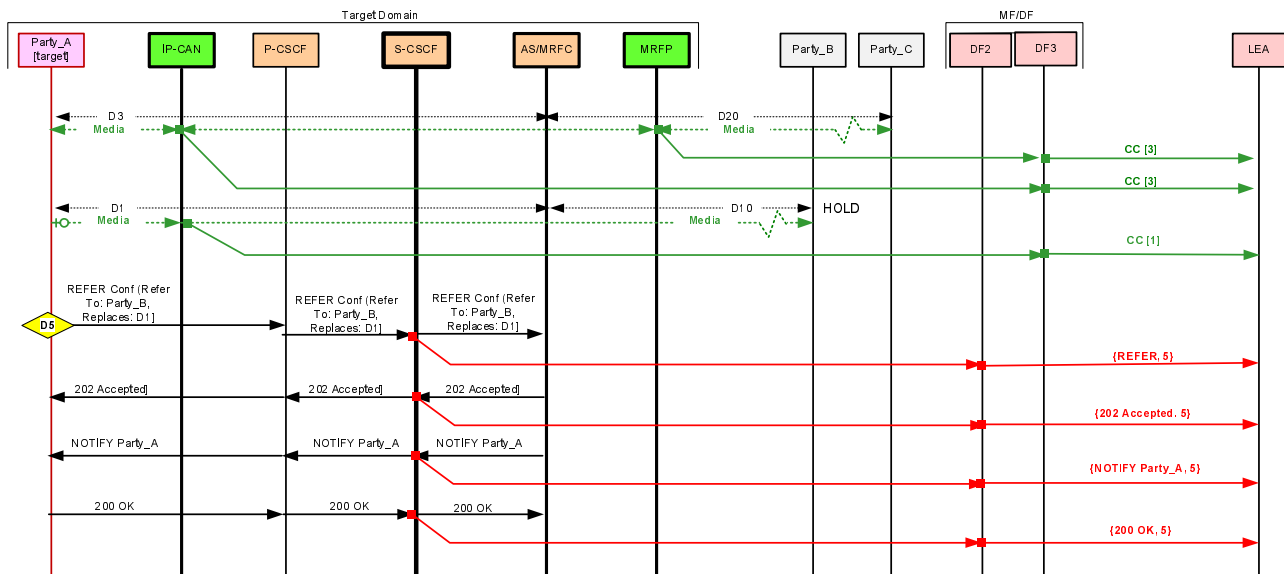 Target Domain
MF/DF
Party_A
[target]
IP-CAN
P-CSCF
S-CSCF
AS/MRFC
MRFP
Party_B
Party_C
DF2
DF3
LEA
D3
D20
Media
Media
CC [3]
CC [3]
D1
D10
HOLD
Media
Media
CC [1]
REFER Conf (Refer
To: Party_B,
Replaces: D1]
REFER Conf (Refer
To: Party_B,
Replaces: D1]
REFER Conf (Refer
To: Party_B,
Replaces: D1]
D5
{REFER, 5}
202 Accepted]
202 Accepted]
202 Accepted]
{202 Accepted. 5}
NOTIFY Party_A
NOTIFY Party_A
NOTIFY Party_A
{NOTIFY Party_A, 5}
200 OK
200 OK
200 OK
{200 OK, 5}